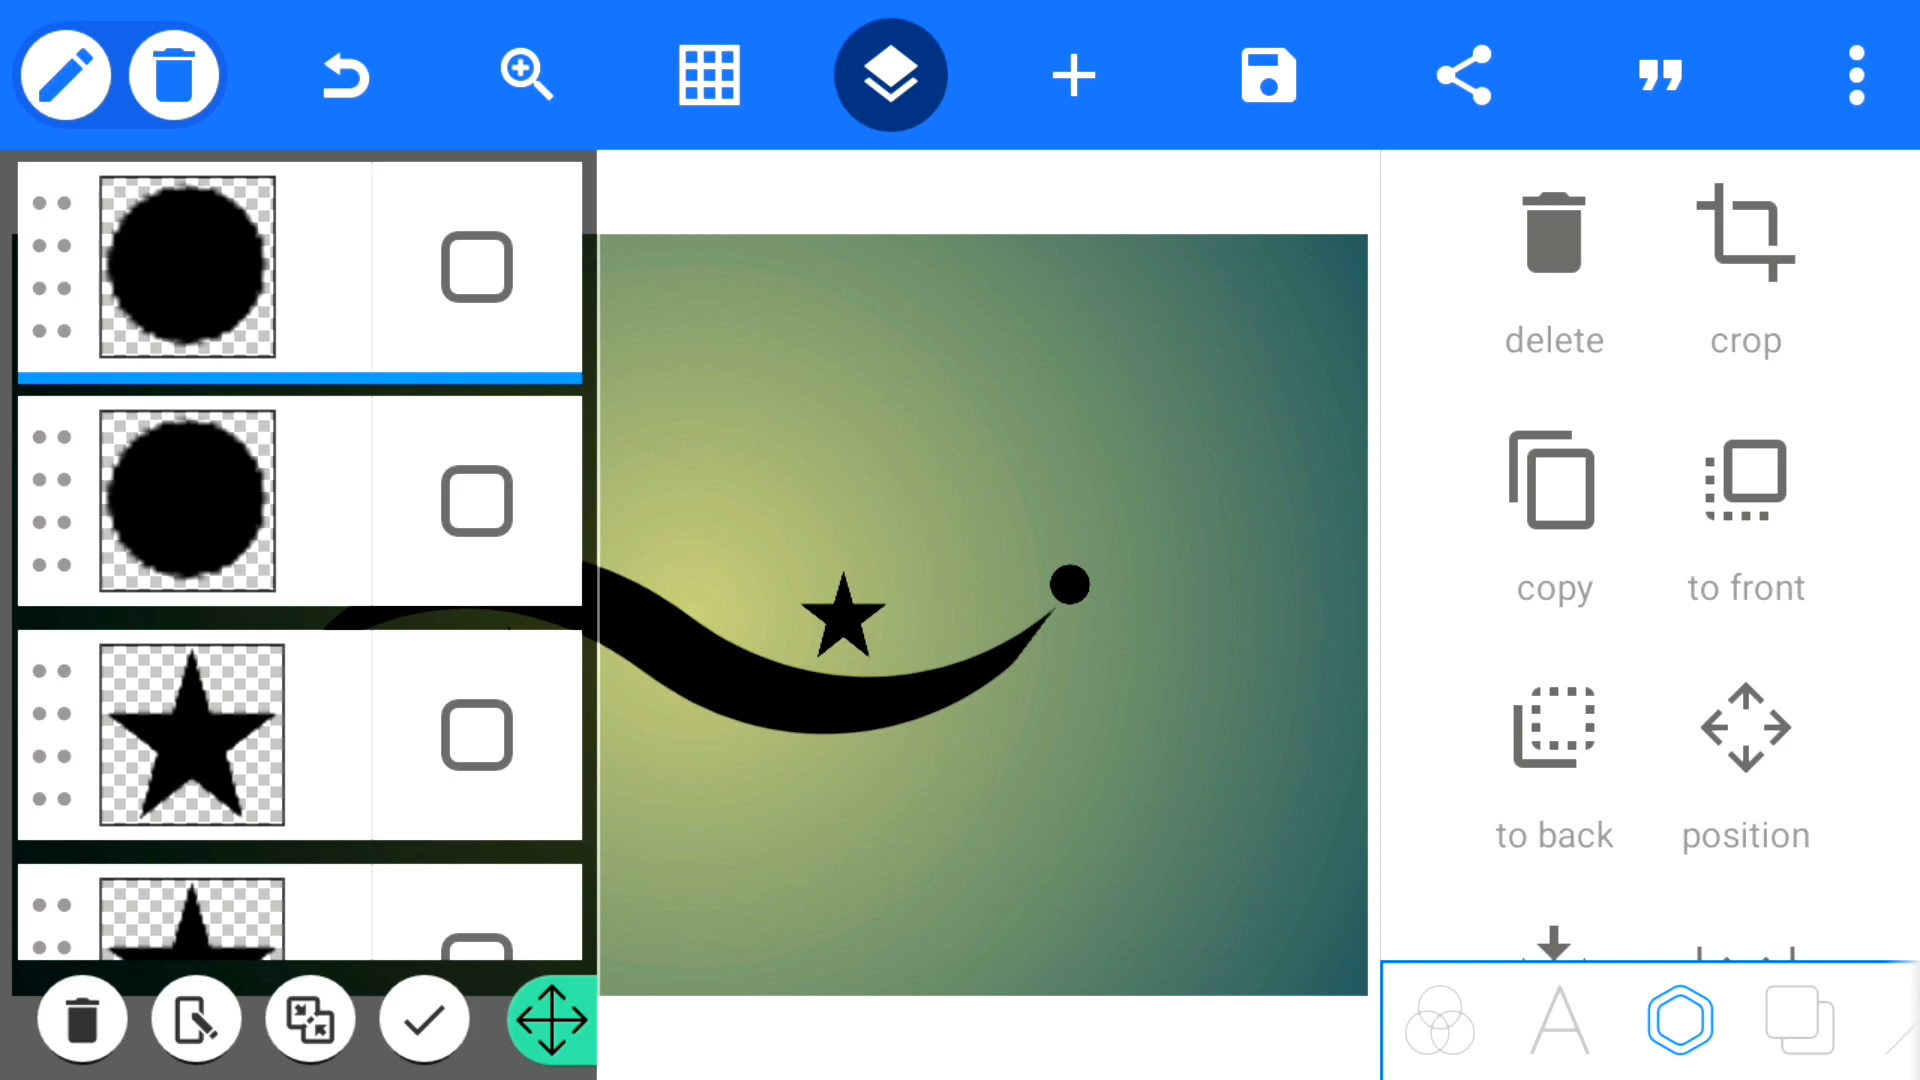 delete
crop
copy
to front
to back
position